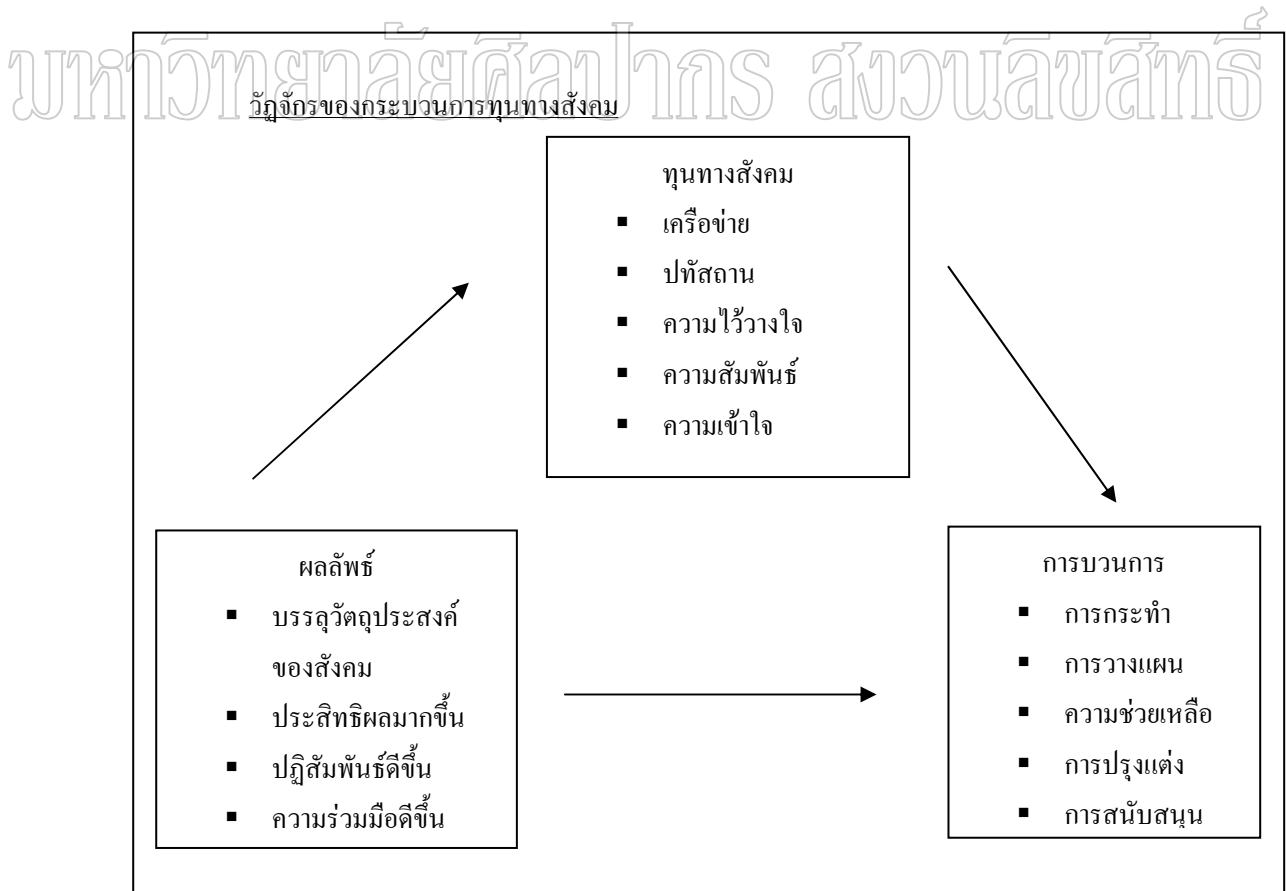 มหาวิทยาลัยศิลปากร สงวนลิขสิทธิ์
วัฏจักรของกระบวนการทุนทางสังคม
ทุนทางสังคม
▪ เครือข่าย
▪ ปทัสถาน
▪ ความไว้วางใจ
▪ ความสัมพันธ์
▪ ความเข้าใจ
ผลลัพธ์
▪ บรรลุวัตถุประสงค์
ของสังคม
▪ ประสิทธิผลมากขึ้น
▪ ปฏิสัมพันธ์ดีขึ้น
▪ ความร่วมมือดีขึ้น
การบวนการ
▪ การกระทำ
▪ การวางแผน
▪ ความช่วยเหลือ
▪ การปรุงแต่ง
▪ การสนับสนุน